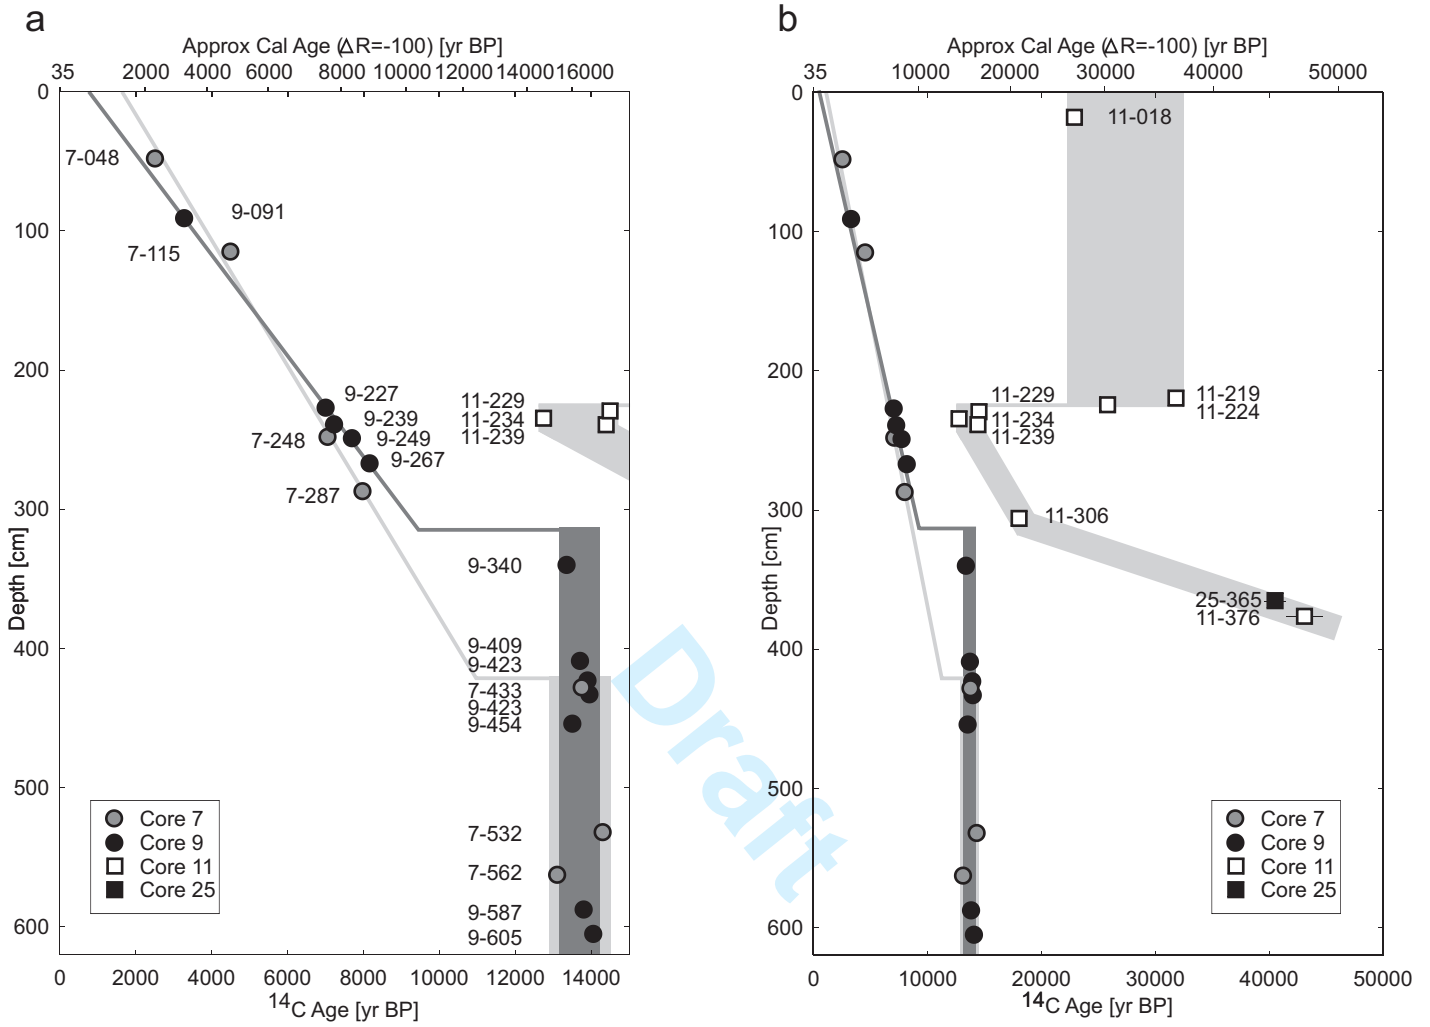 a
Approx Cal Age (ΔR=-100) [yr BP]
35 2000 4000 6000 8000 10000 12000 14000 16000
0
100
200
300
400
500
600
Depth [cm]
7-048
9-091
7-115
9-227
9-239
7-248
9-249
9-267
7-287
11-229
11-234
11-239
9-340
9-409
9-423
7-433
9-423
9-454
7-532
7-562
9-587
9-605
Core 7
Core 9
Core 11
Core 25
0 2000 4000 6000 8000 10000 12000 14000
14C Age [yr BP]
Draft
b
Approx Cal Age (ΔR=-100) [yr BP]
35 10000 20000 30000 40000 50000
0
100
200
300
400
500
600
Depth [cm]
11-018
11-229
11-234
11-239
11-219
11-224
11-306
25-365
11-376
Core 7
Core 9
Core 11
Core 25
0 10000 20000 30000 40000 50000
14C Age [yr BP]